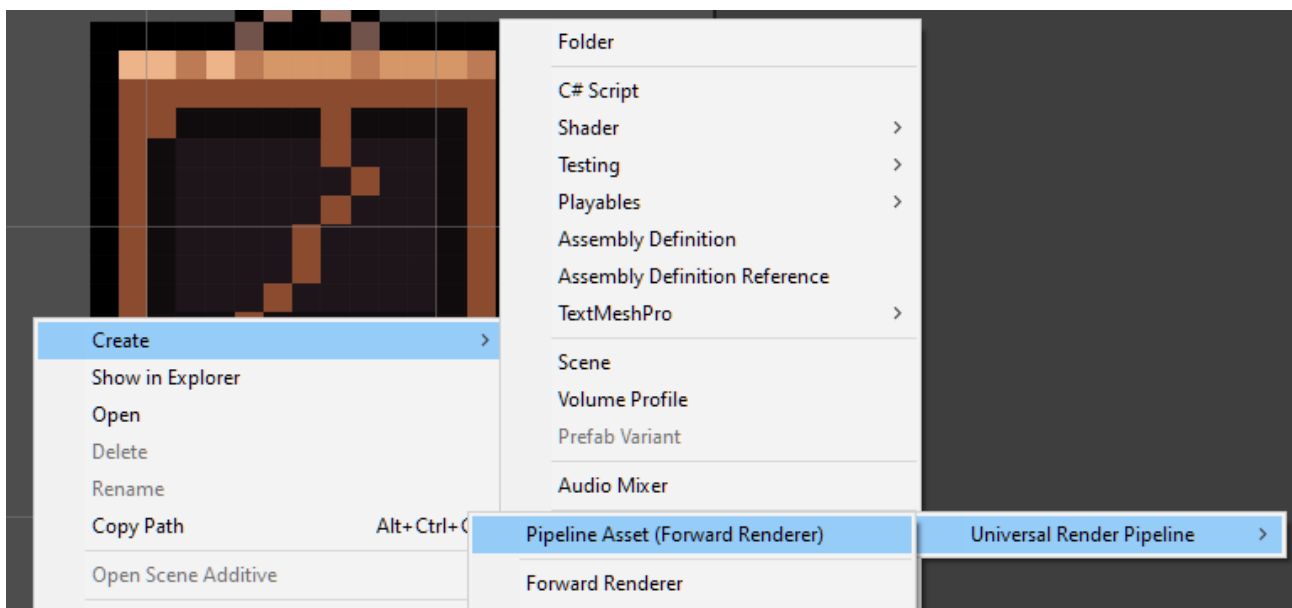 Folder
C# Script
Shader
Testing
Playables
Assembly Definition
Assembly Definition Reference
TextMeshPro
Scene
Volume Profile
Prefab Variant
Audio Mixer
Universal Render Pipeline
Pipeline Asset (Forward Renderer)
Forward Renderer
Create
Show in Explorer
Open
Delete
Rename
Copy Path Alt+Ctrl+
Open Scene Additive